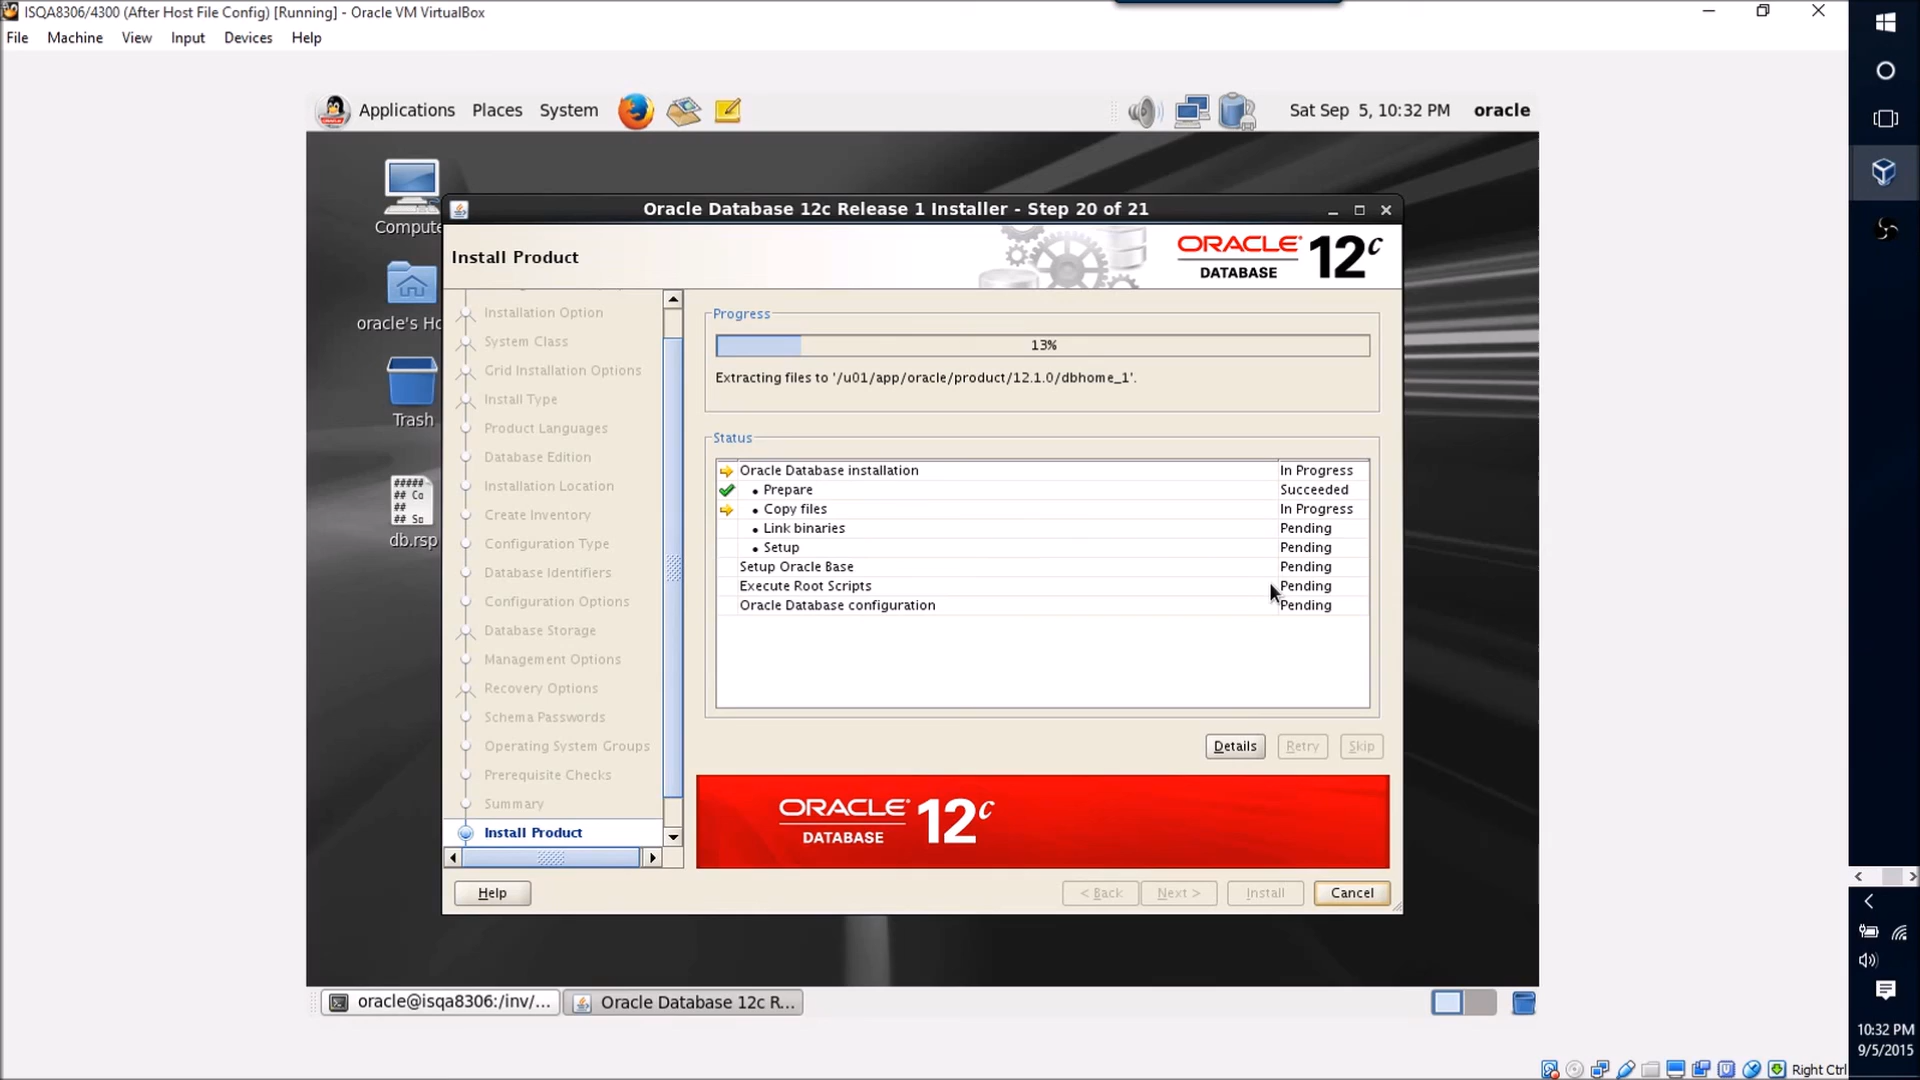 ISQA8306/4300 (After Host File Config) [Running] - Oracle VM VirtualBox
File Machine View Input Devices Help
Applications Places System Sat Sep 5, 10:32 PM oracle
Compute
oracle's Ho
Trash
#####
## Co
##
## So
db.rsp
Oracle Database 12c Release 1 Installer - Step 20 of 21
Install Product
ORACLE
DATABASE
12c
Installation Option
System Class
Grid Installation Options
Install Type
Product Languages
Database Edition
Installation Location
Create Inventory
Configuration Type
Database Identifiers
Configuration Options
Database Storage
Management Options
Recovery Options
Schema Passwords
Operating System Groups
Prerequisite Checks
Summary
Install Product
Progress
13%
Extracting files to '/u01/app/oracle/product/12.1.0/dbhome_1'.
Status
Oracle Database installation In Progress
• Prepare Succeeded
• Copy files In Progress
• Link binaries Pending
• Setup Pending
Setup Oracle Base Pending
Execute Root Scripts Pending
Oracle Database configuration Pending
Details Retry Skip
ORACLE
DATABASE
12c
Help < Back Next > Install Cancel
oracle@isqa8306:/inv/... Oracle Database 12c R...
10:32 PM
9/5/2015
Right Ctrl